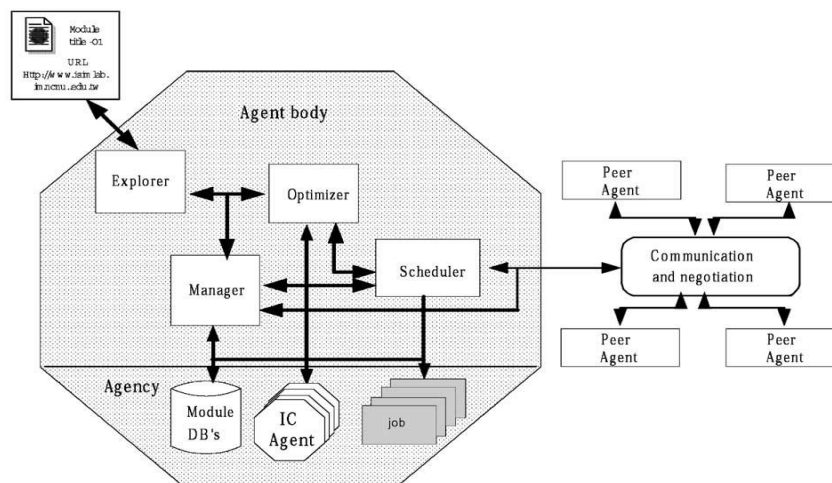 Module
title -01
URL
Http://www.isim lab.
im.ncnu.edu.tw
Agent body
Explorer
Optimizer
Manager
Scheduler
Peer
Agent
Peer
Agent
Communication
and negotiation
Peer
Agent
Peer
Agent
Agency
Module
DB's
IC
Agent
job